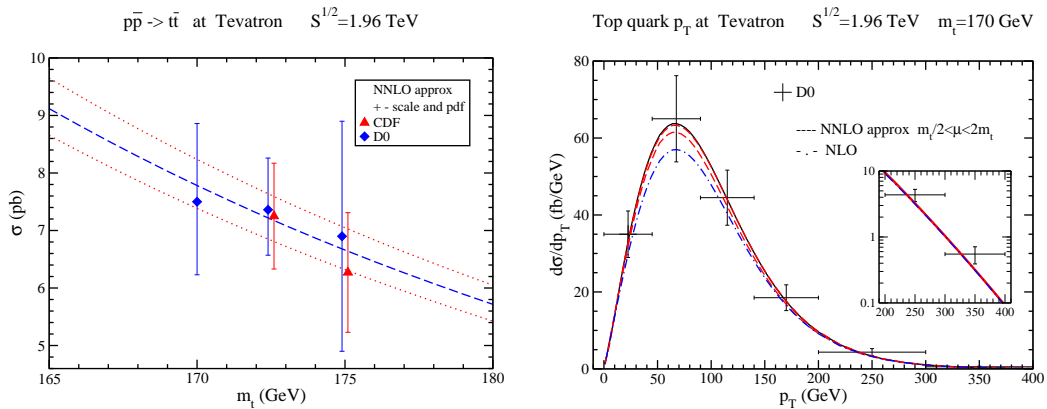 pp̅ -> tt̅ at Tevatron S^1/2=1.96 TeV
10
9
8
7
6
5
σ (pb)
165
170
175
180
m_t (GeV)
NNLO approx
+ - scale and pdf
CDF
D0
Top quark p_T at Tevatron S^1/2=1.96 TeV m_t=170 GeV
80
60
40
20
0
dσ/dp_T (fb/GeV)
0
50
100
150
200
250
300
350
400
p_T (GeV)
D0
NNLO approx m_t/2<μ<2m_t
NLO
10
1
0.1
200
250
300
350
400